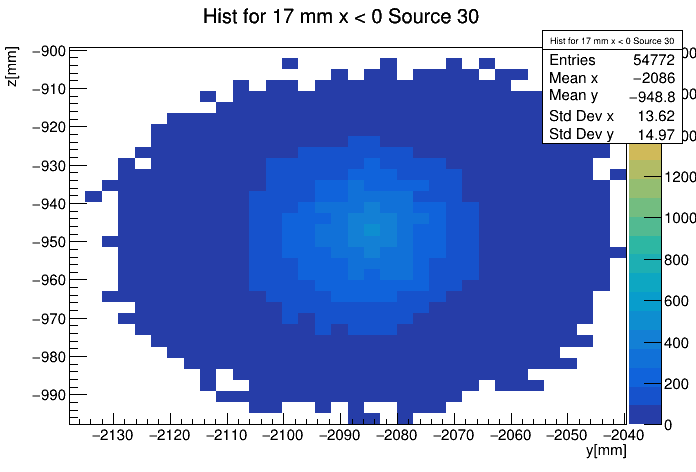 Hist for 17 mm x < 0 Source 30
Hist for 17 mm x < 0 Source 30
Entries 54772
Mean x −2086
Mean y −948.8
Std Dev x 13.62
Std Dev y 14.97
z[mm]
−900
−910
−920
−930
−940
−950
−960
−970
−980
−990
−2130 −2120 −2110 −2100 −2090 −2080 −2070 −2060 −2050 −2040
y[mm]
1200
1000
800
600
400
200
0